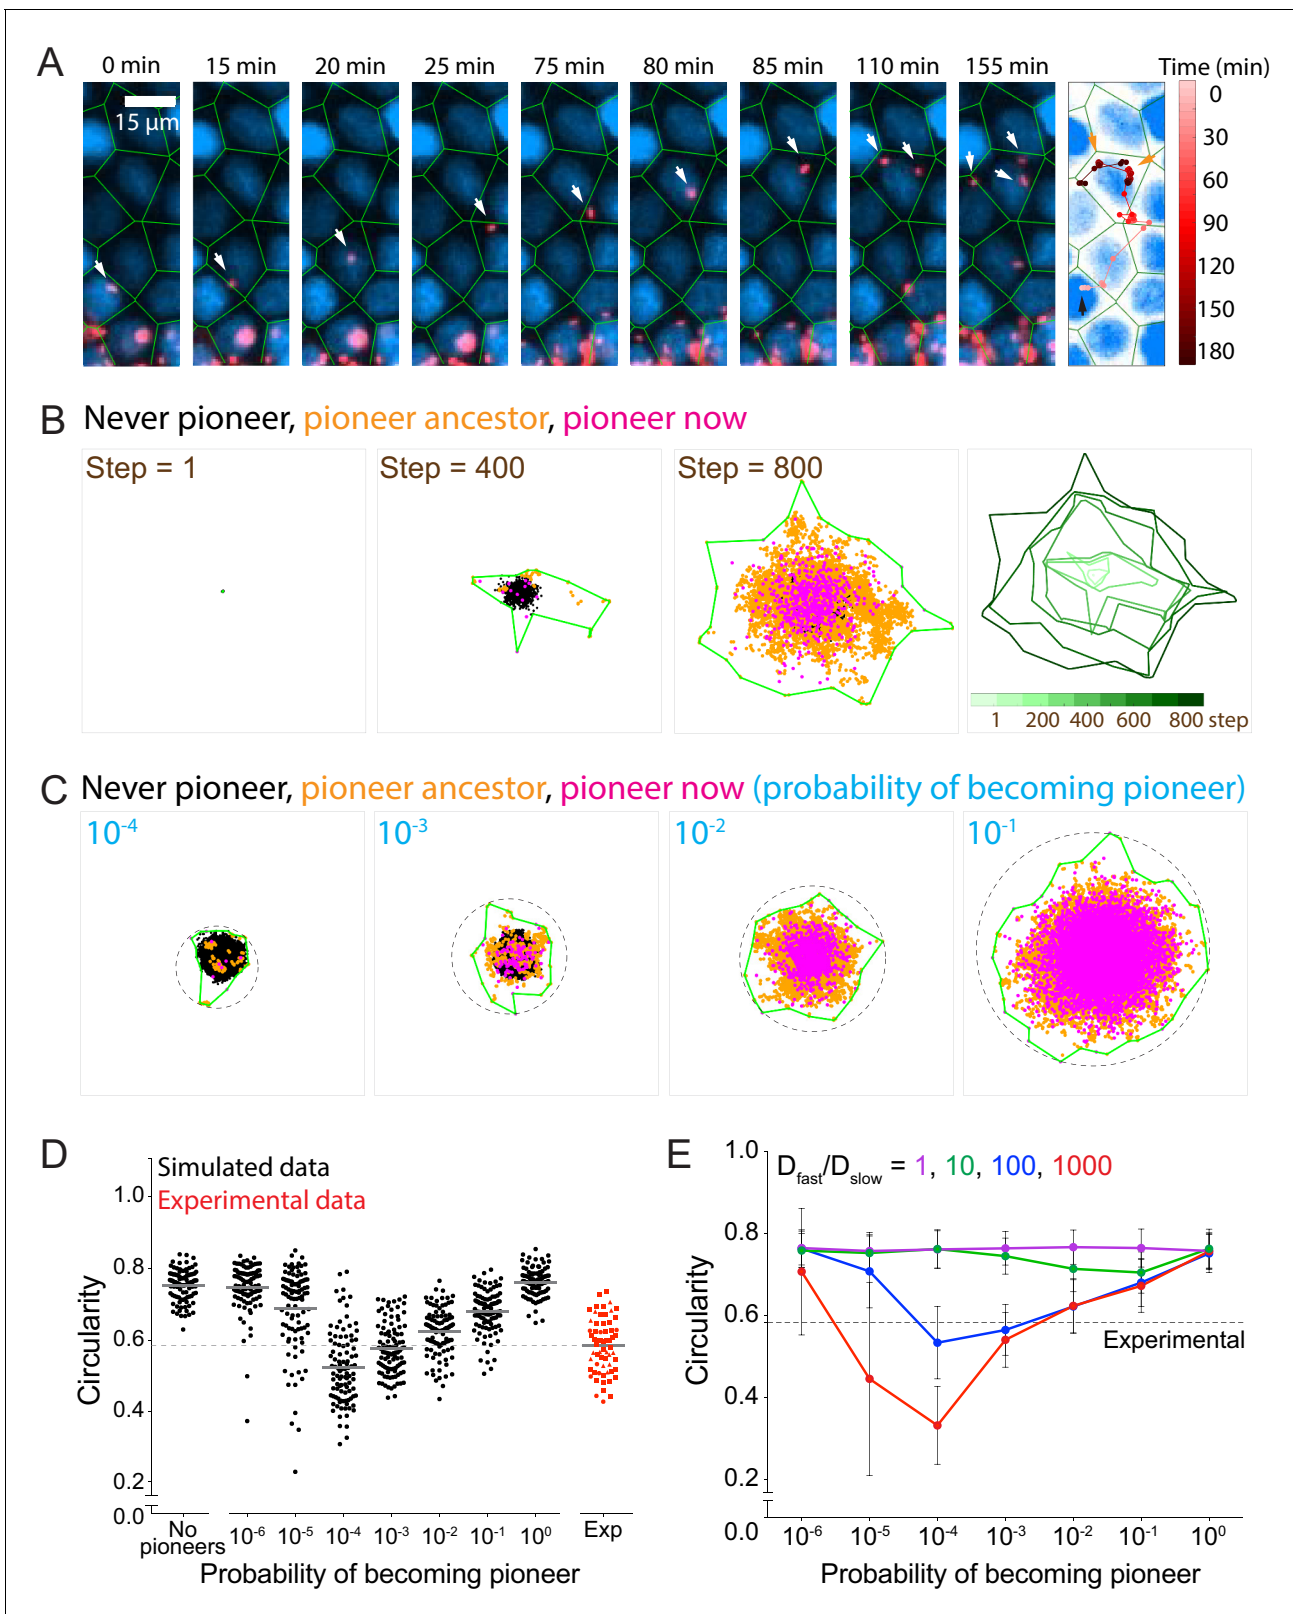 A
0 min 15 min 20 min 25 min 75 min 80 min 85 min 110 min 155 min Time (min)
15 µm
0
30
60
90
120
150
180
B Never pioneer, pioneer ancestor, pioneer now
Step = 1 Step = 400 Step = 800
1 200 400 600 800 step
C Never pioneer, pioneer ancestor, pioneer now (probability of becoming pioneer)
10⁻⁴ 10⁻³ 10⁻² 10⁻¹
D
Simulated data
Experimental data
Circularity
1.0
0.8
0.6
0.4
0.2
0.0
No pioneers 10⁻⁶ 10⁻⁵ 10⁻⁴ 10⁻³ 10⁻² 10⁻¹ 10⁰ Exp
Probability of becoming pioneer
E
D_fast/D_slow = 1, 10, 100, 1000
Circularity
1.0
0.8
0.6
0.4
0.2
0.0
Experimental
10⁻⁶ 10⁻⁵ 10⁻⁴ 10⁻³ 10⁻² 10⁻¹ 10⁰
Probability of becoming pioneer